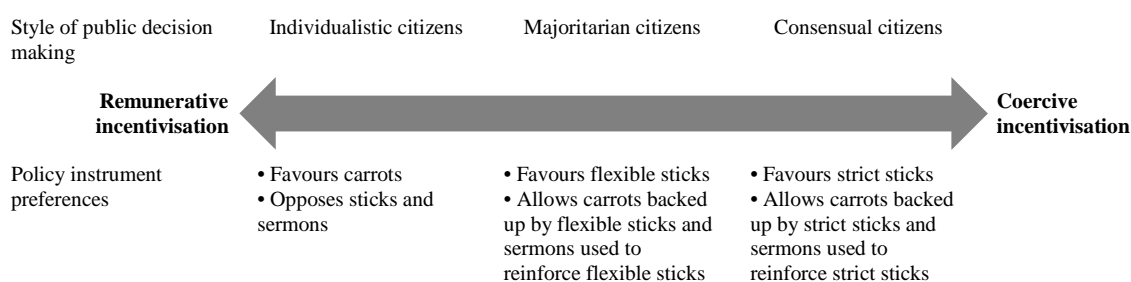 Style of public decision
making
Individualistic citizens
Majoritarian citizens
Consensual citizens
Remunerative
incentivisation
Coercive
incentivisation
Policy instrument
preferences
• Favours carrots
• Opposes sticks and
sermons
• Favours flexible sticks
• Allows carrots backed
up by flexible sticks and
sermons used to
reinforce flexible sticks
• Favours strict sticks
• Allows carrots backed
up by strict sticks and
sermons used to
reinforce strict sticks